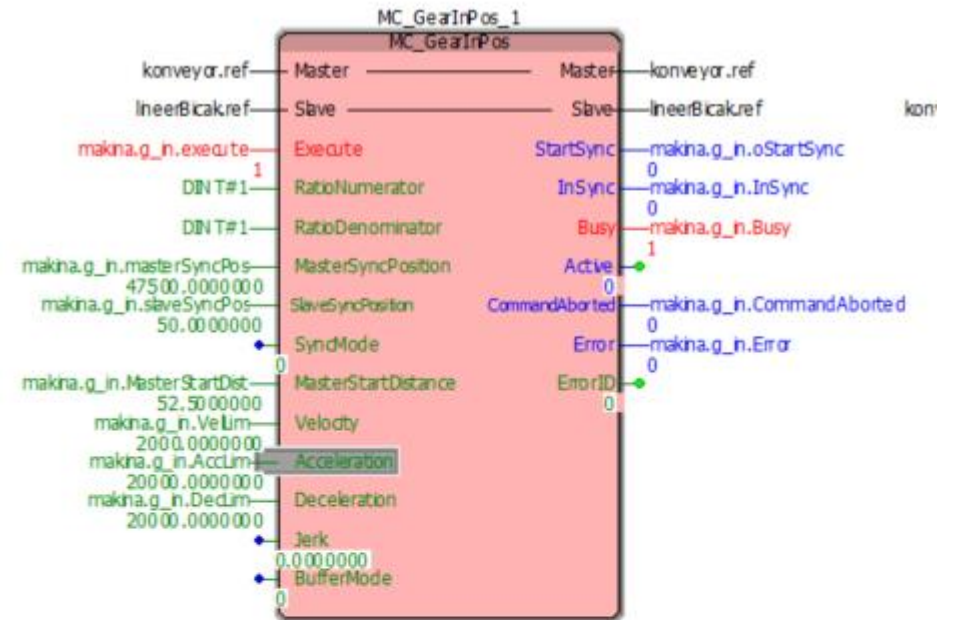 MC_GearInPos_1
MC_GearInPos
konveyor.ref Master Master konveyor.ref
lineerBicak.ref Slave Slave lineerBicak.ref kon
makina.g_in.execute Execute StartSync makina.g_in.oStartSync
1 0
DINT#1 RatioNumerator InSync makina.g_in.InSync
0
DINT#1 RatioDenominator Busy makina.g_in.Busy
1
makina.g_in.masterSyncPos MasterSyncPosition Active
47500.0000000 0
makina.g_in.slaveSyncPos SlaveSyncPosition CommandAborted makina.g_in.CommandAborted
50.0000000 0
SyncMode Error makina.g_in.Error
0 0
makina.g_in.MasterStartDist MasterStartDistance ErrorID
52.5000000 0
makina.g_in.VelLim Velocity
2000.0000000
makina.g_in.AccLim Acceleration
20000.0000000
makina.g_in.DecLim Deceleration
20000.0000000
Jerk
0.0000000
BufferMode
0